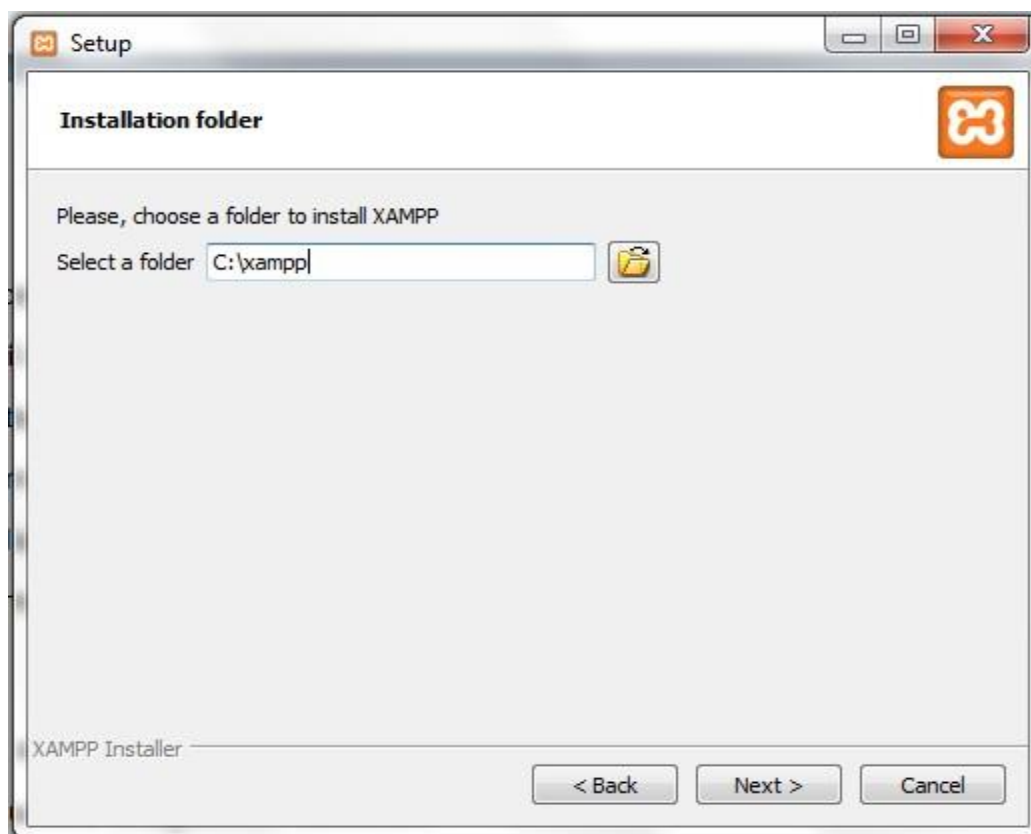 Setup
Installation folder
Please, choose a folder to install XAMPP
Select a folder C:\xampp
XAMPP Installer
< Back Next > Cancel